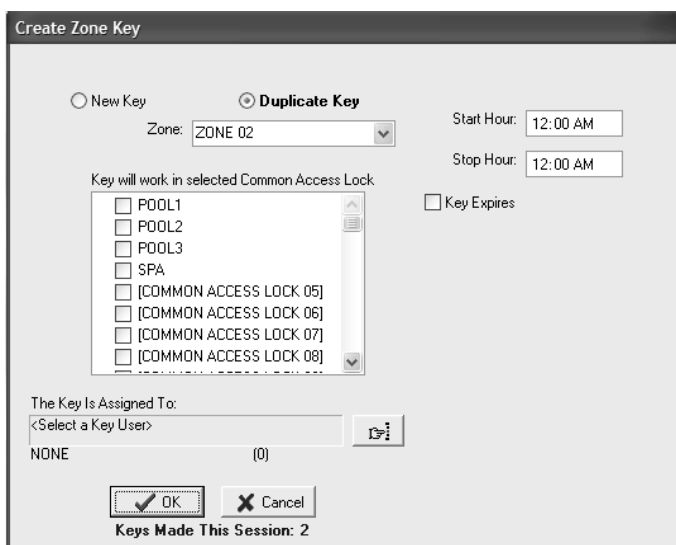 Create Zone Key
New Key
Duplicate Key
Zone: ZONE 02
Start Hour: 12:00 AM
Stop Hour: 12:00 AM
Key will work in selected Common Access Lock
Key Expires
POOL1
POOL2
POOL3
SPA
[COMMON ACCESS LOCK 05]
[COMMON ACCESS LOCK 06]
[COMMON ACCESS LOCK 07]
[COMMON ACCESS LOCK 08]
The Key Is Assigned To:
<Select a Key User>
NONE (0)
OK
Cancel
Keys Made This Session: 2